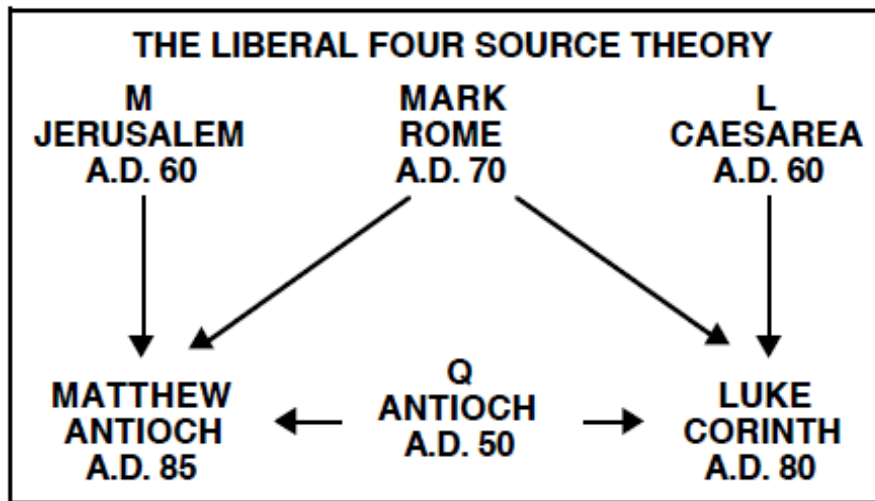 THE LIBERAL FOUR SOURCE THEORY
M
JERUSALEM
A.D. 60
MARK
ROME
A.D. 70
L
CAESAREA
A.D. 60
MATTHEW
ANTIOCH
A.D. 85
Q
ANTIOCH
A.D. 50
LUKE
CORINTH
A.D. 80